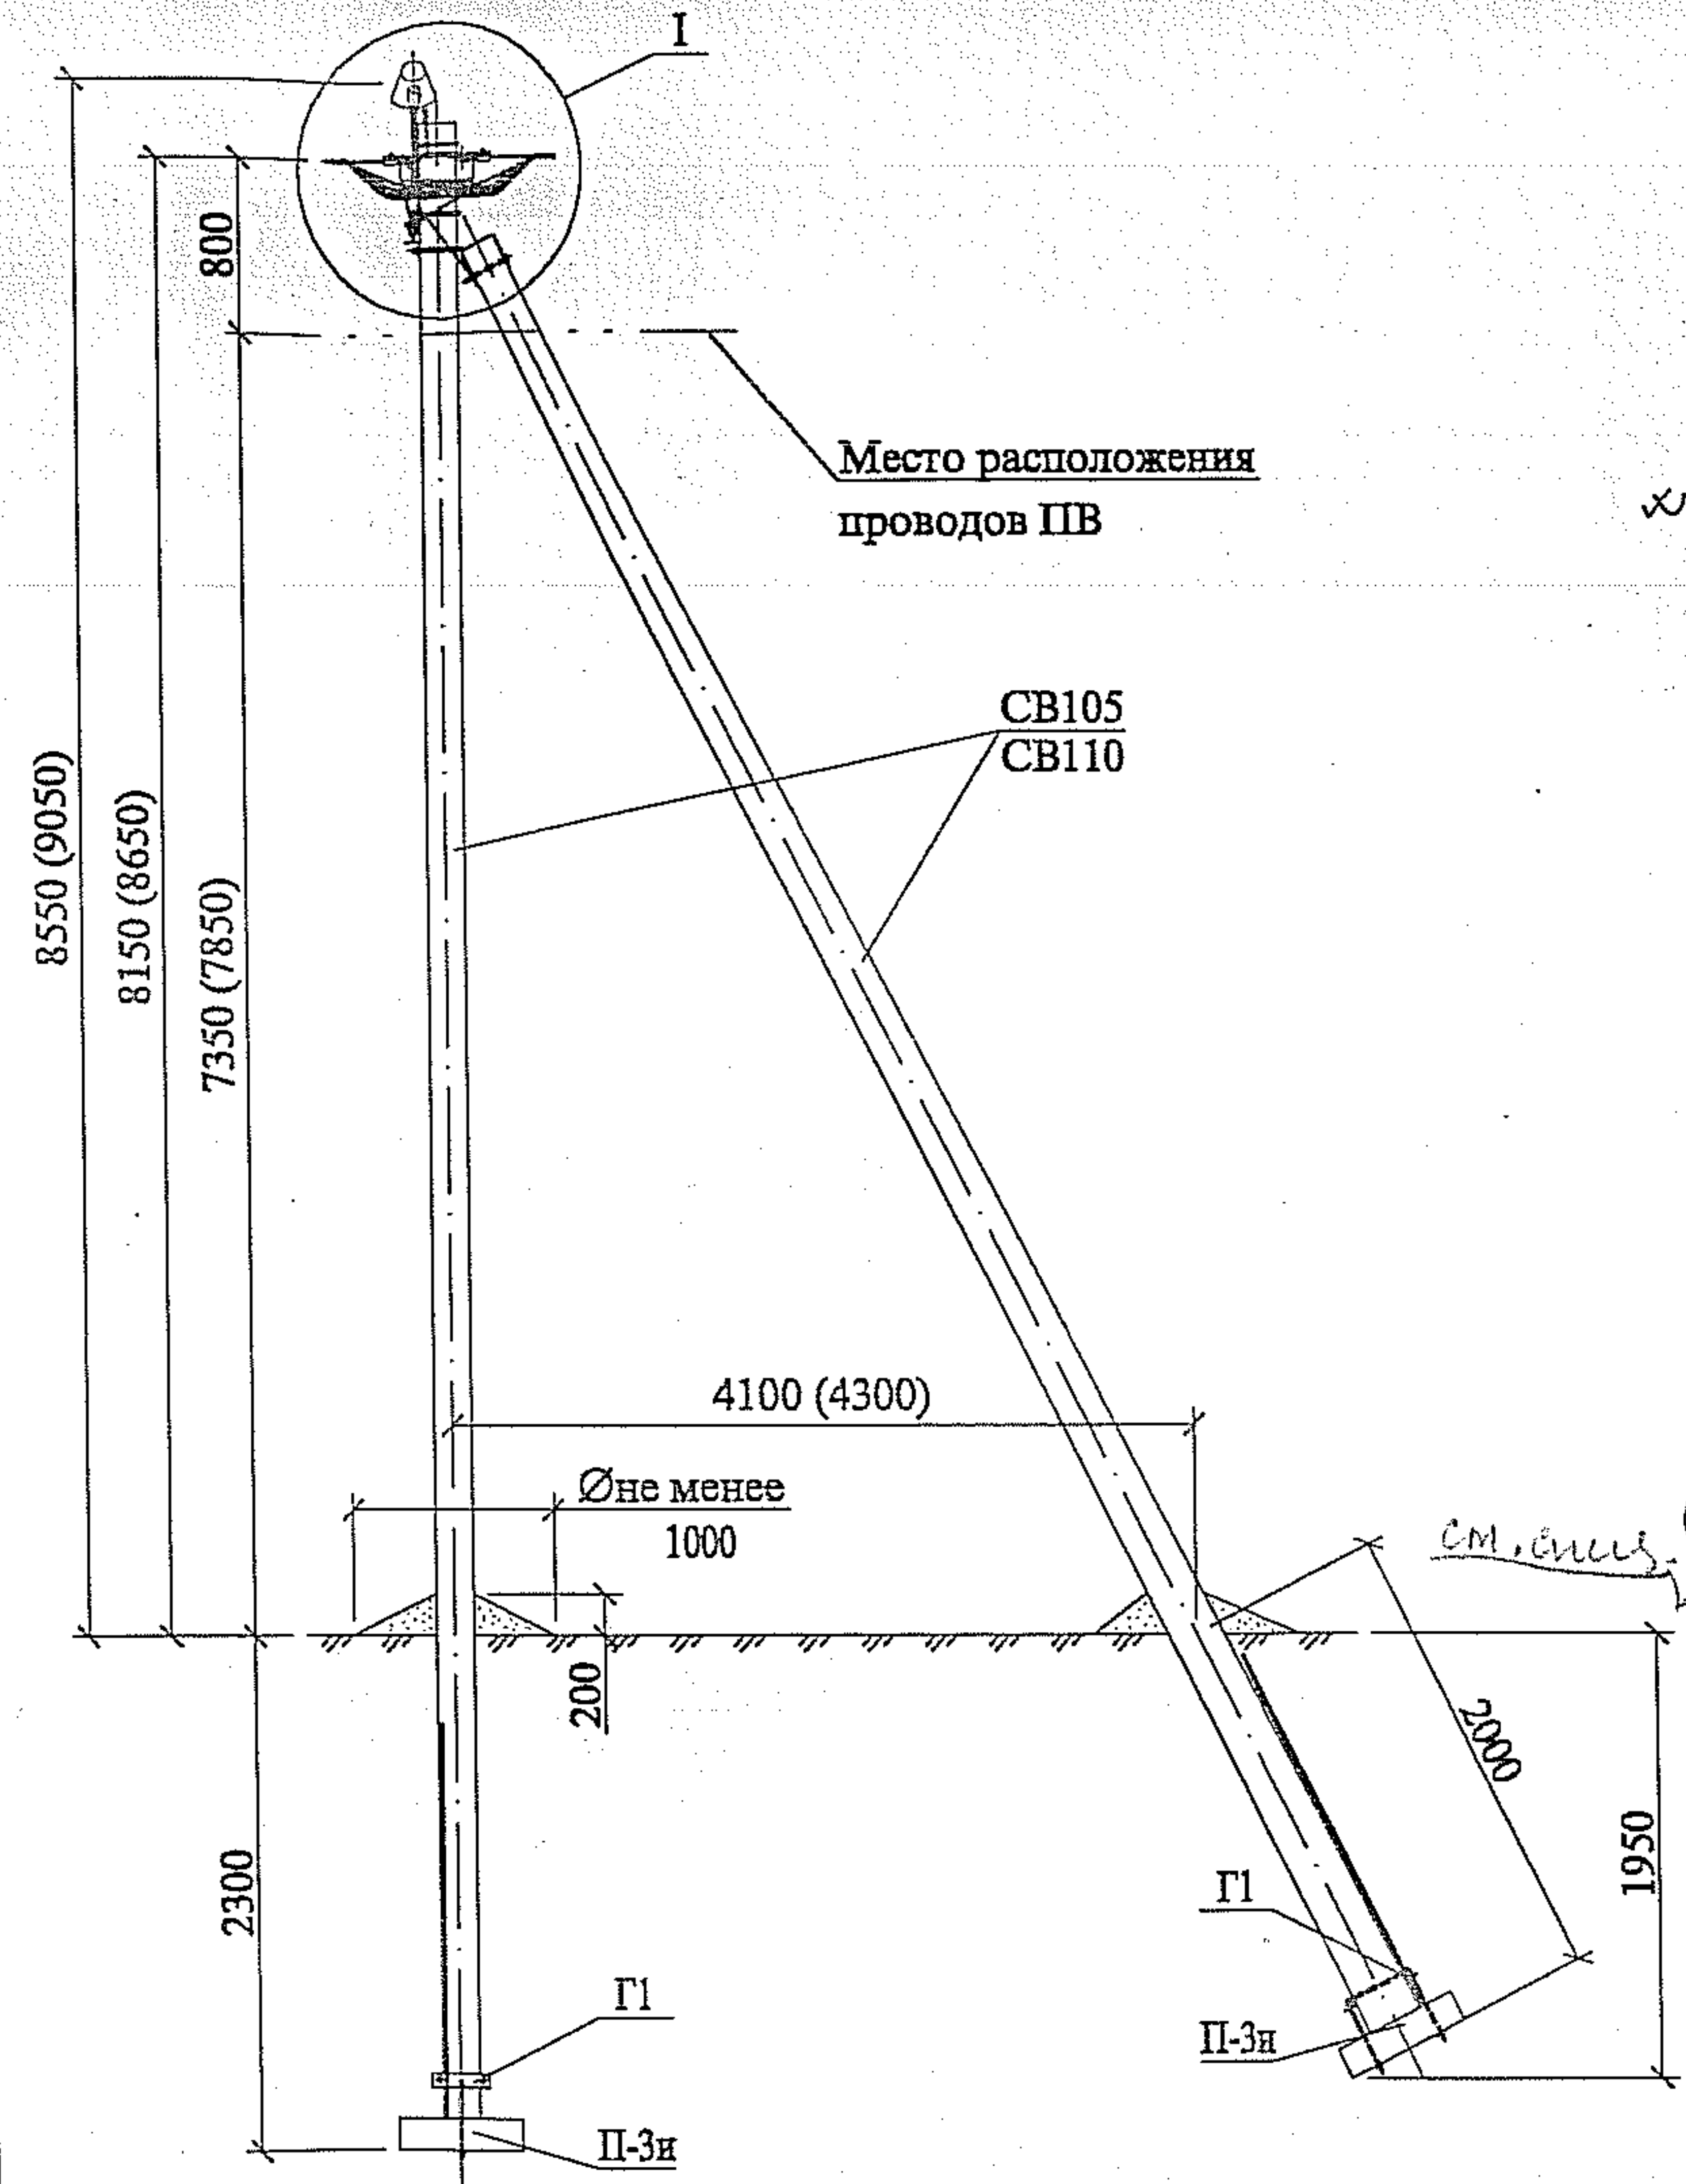 I
800
Место расположения
проводов ПВ
СВ105
СВ110
8550 (9050)
8150 (8650)
7350 (7850)
4100 (4300)
Øне менее
1000
см.
200
2000
2300
1950
Г1
Г1
П-3и
П-3и